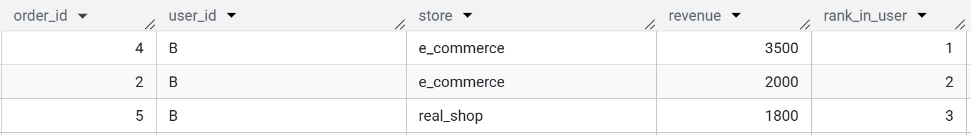 order_id user_id store revenue rank_in_user
4 B e_commerce 3500 1
2 B e_commerce 2000 2
5 B real_shop 1800 3